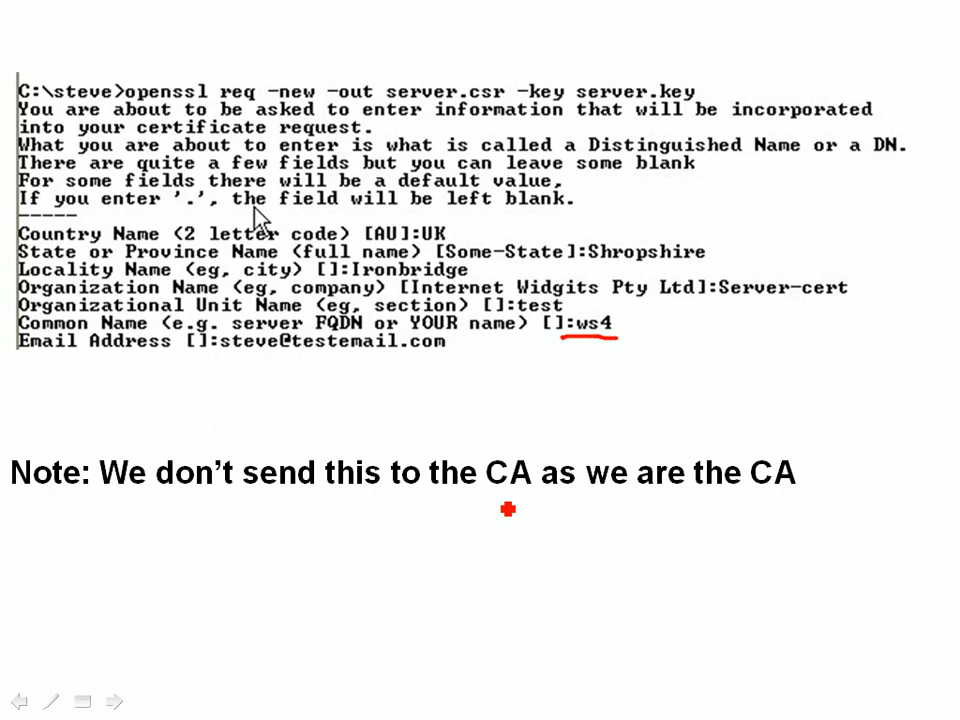 C:\steve>openssl req -new -out server.csr -key server.key
You are about to be asked to enter information that will be incorporated
into your certificate request.
What you are about to enter is what is called a Distinguished Name or a DN.
There are quite a few fields but you can leave some blank
For some fields there will be a default value,
If you enter '.', the field will be left blank.
-----
Country Name (2 letter code) [AU]:UK
State or Province Name (full name) [Some-State]:Shropshire
Locality Name (eg, city) []:Ironbridge
Organization Name (eg, company) [Internet Widgits Pty Ltd]:Server-cert
Organizational Unit Name (eg, section) []:test
Common Name (e.g. server FQDN or YOUR name) []:ws4
Email Address []:steve@testemail.com
Note: We don't send this to the CA as we are the CA